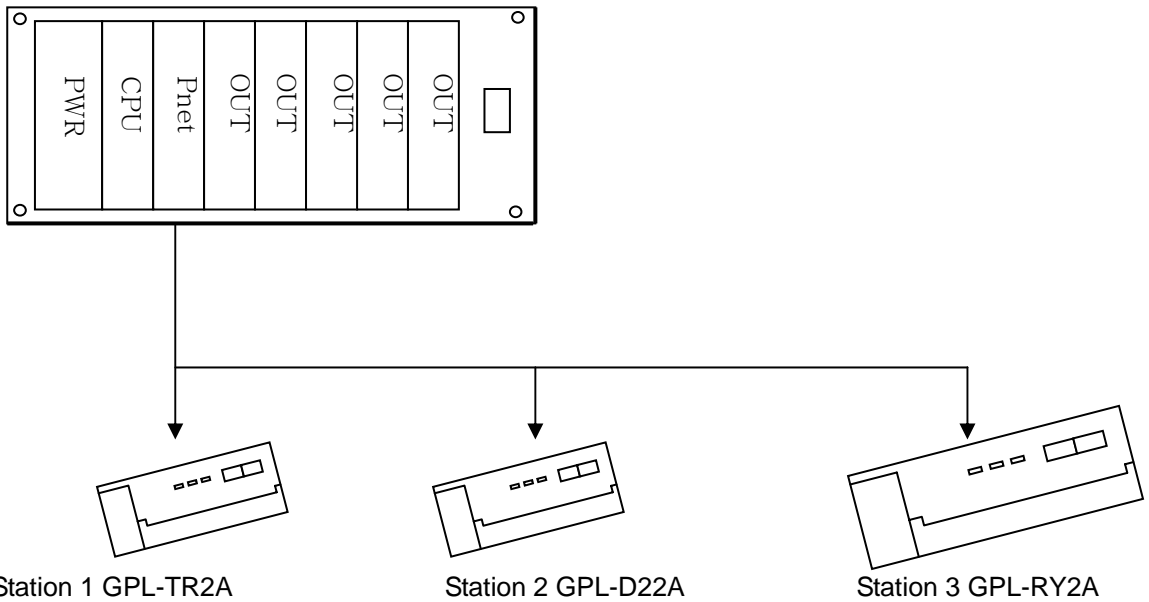 PWR
CPU
Pnet
OUT
OUT
OUT
OUT
OUT
Station 1 GPL-TR2A
Station 2 GPL-D22A
Station 3 GPL-RY2A